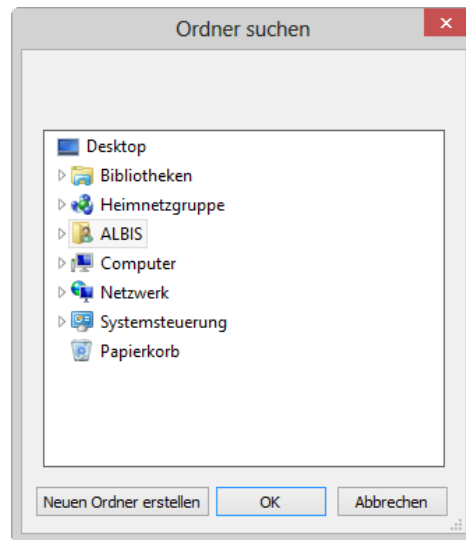 Ordner suchen
Desktop
Bibliotheken
Heimnetzgruppe
ALBIS
Computer
Netzwerk
Systemsteuerung
Papierkorb
Neuen Ordner erstellen OK Abbrechen